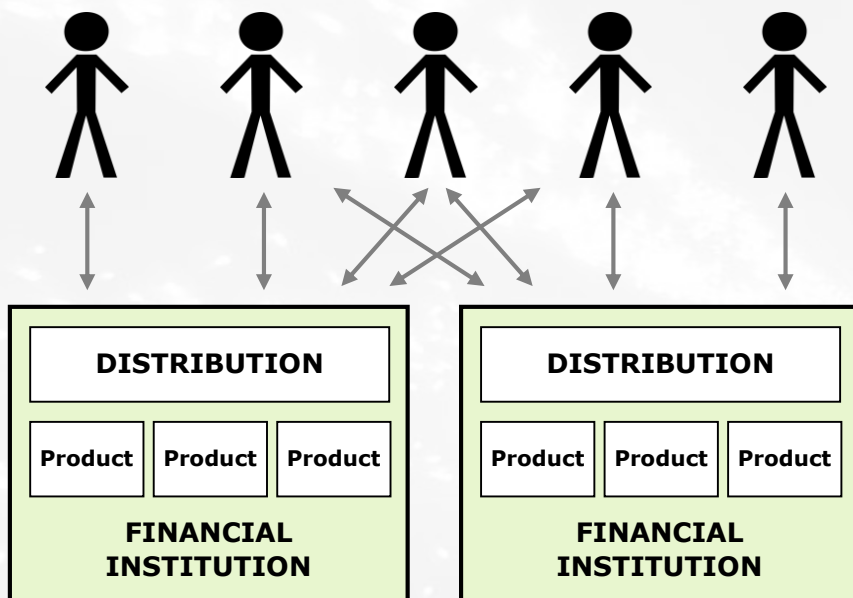 DISTRIBUTION
Product Product Product
FINANCIAL
INSTITUTION
DISTRIBUTION
Product Product Product
FINANCIAL
INSTITUTION